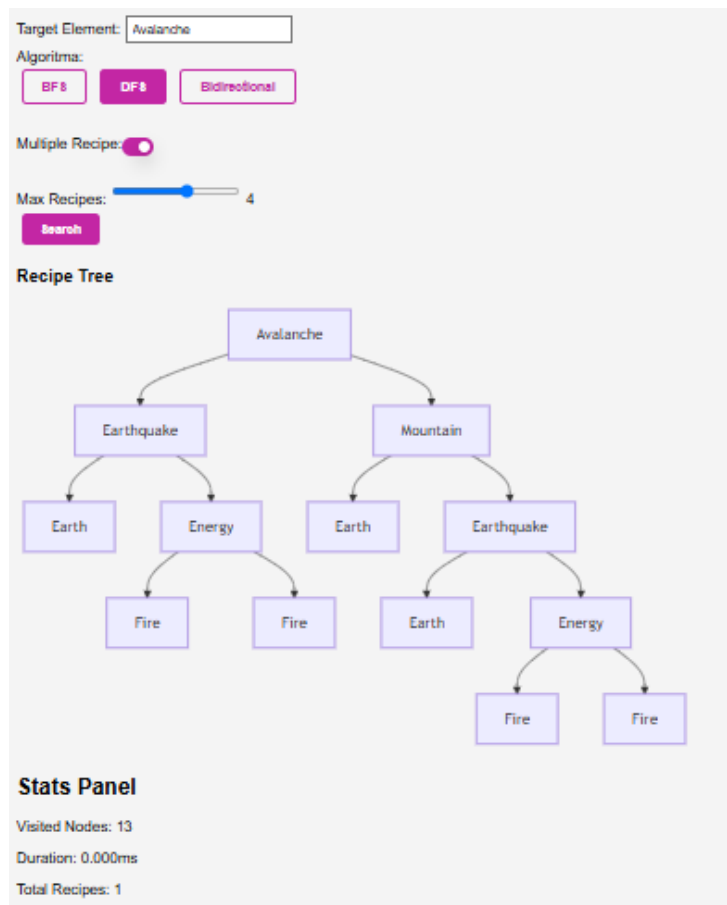 Target Element: Avalanche
Algoritma:
BFS DFS Bidirectional
Multiple Recipe:
Max Recipes: 4
Search
Recipe Tree
Avalanche
Earthquake Mountain
Earth Energy Earth Earthquake
Fire Fire Earth Energy
Fire Fire
Stats Panel
Visited Nodes: 13
Duration: 0.000ms
Total Recipes: 1